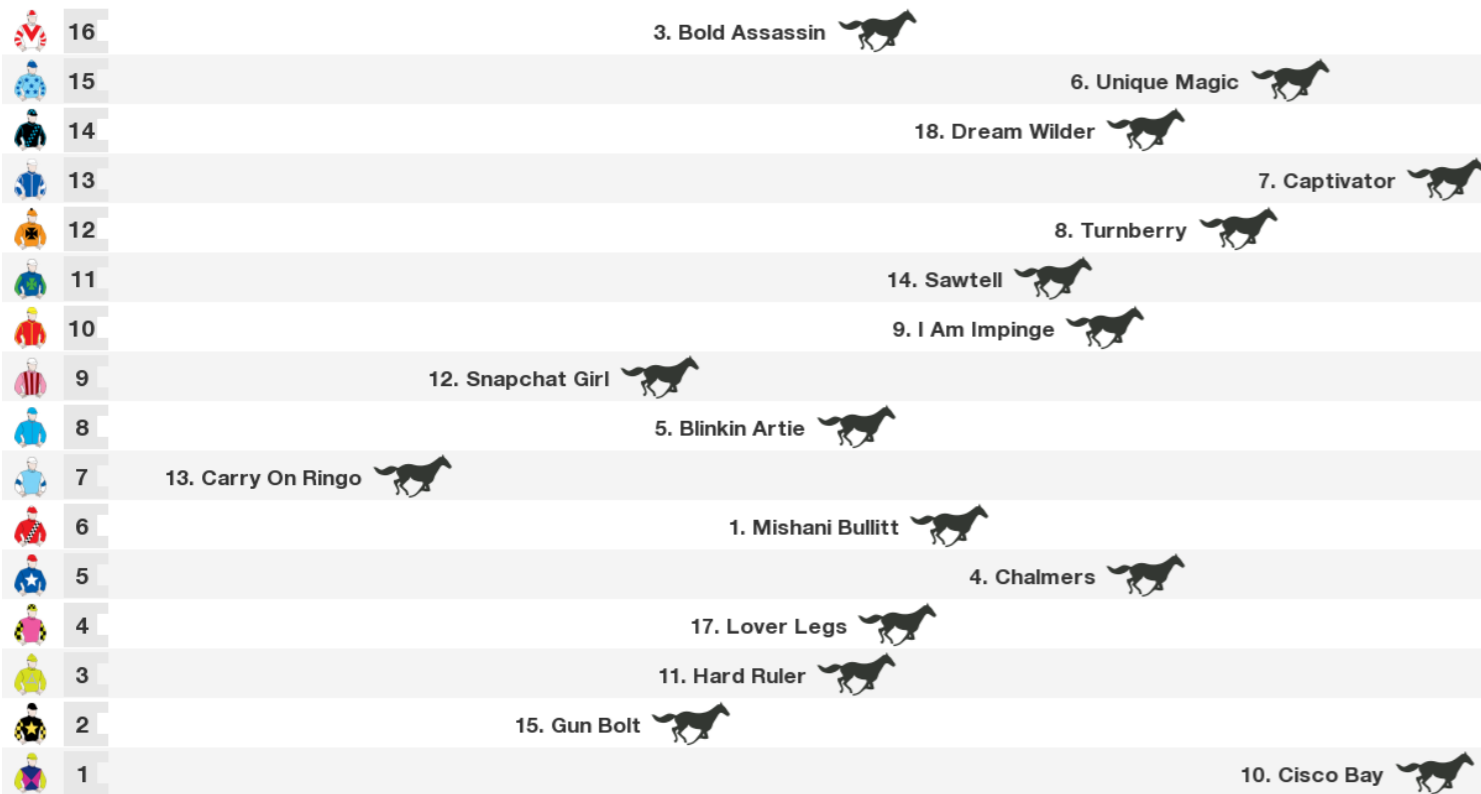 16 3. Bold Assassin
15 6. Unique Magic
14 18. Dream Wilder
13 7. Captivator
12 8. Turnberry
11 14. Sawtell
10 9. I Am Impinge
9 12. Snapchat Girl
8 5. Blinkin Artie
7 13. Carry On Ringo
6 1. Mishani Bullitt
5 4. Chalmers
4 17. Lover Legs
3 11. Hard Ruler
2 15. Gun Bolt
1 10. Cisco Bay